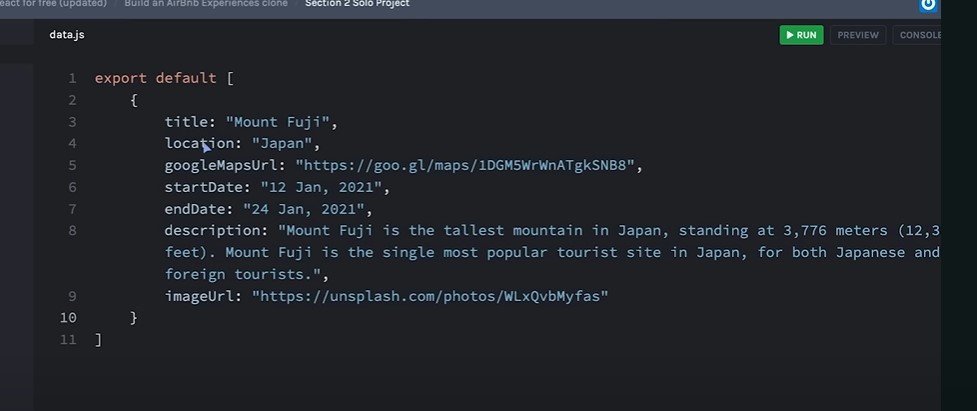 eact for free (updated) Build an AirBnb Experiences clone Section 2 Solo Project
data.js RUN PREVIEW CONSOLE
1 export default [
2 {
3 title: "Mount Fuji",
4 location: "Japan",
5 googleMapsUrl: "https://goo.gl/maps/1DGM5WrWnATgkSNB8",
6 startDate: "12 Jan, 2021",
7 endDate: "24 Jan, 2021",
8 description: "Mount Fuji is the tallest mountain in Japan, standing at 3,776 meters (12,3
feet). Mount Fuji is the single most popular tourist site in Japan, for both Japanese and
foreign tourists.",
9 imageUrl: "https://unsplash.com/photos/WLxQvbMyfas"
10 }
11 ]